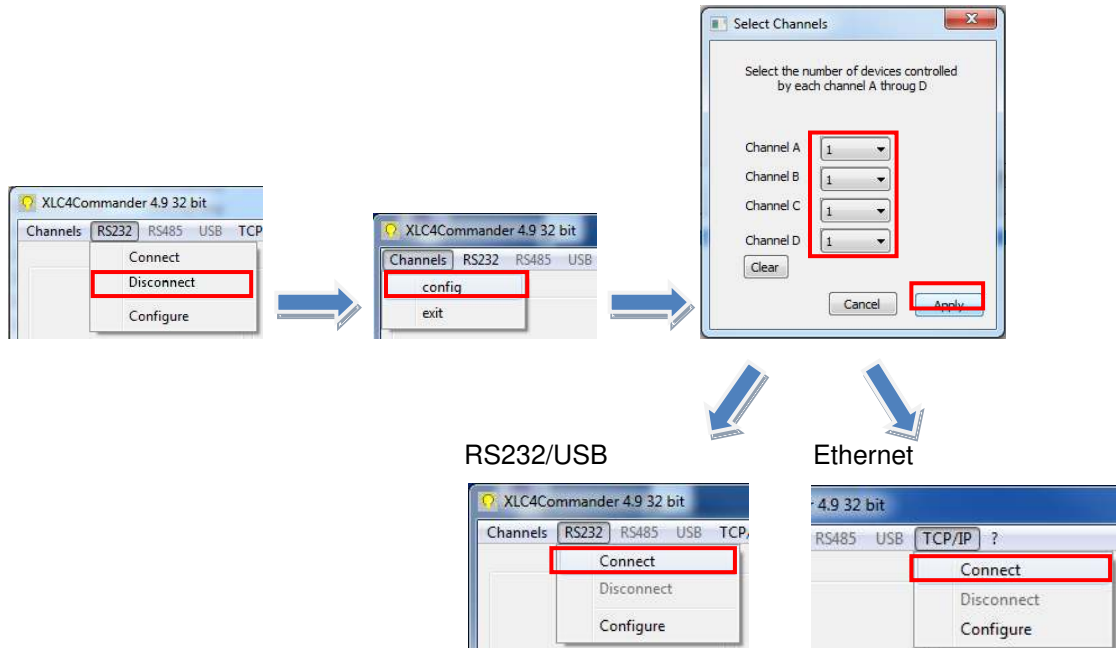 XLC4Commander 4.9 32 bit
Channels RS232 RS485 USB TCP
Connect
Disconnect
Configure
XLC4Commander 4.9 32 bit
Channels RS232 RS485 USB
config
exit
Select Channels
Select the number of devices controlled
by each channel A throug D
Channel A 1
Channel B 1
Channel C 1
Channel D 1
Clear
Cancel Apply
RS232/USB
XLC4Commander 4.9 32 bit
Channels RS232 RS485 USB TCP/
Connect
Disconnect
Configure
Ethernet
4.9 32 bit
RS485 USB TCP/IP ?
Connect
Disconnect
Configure